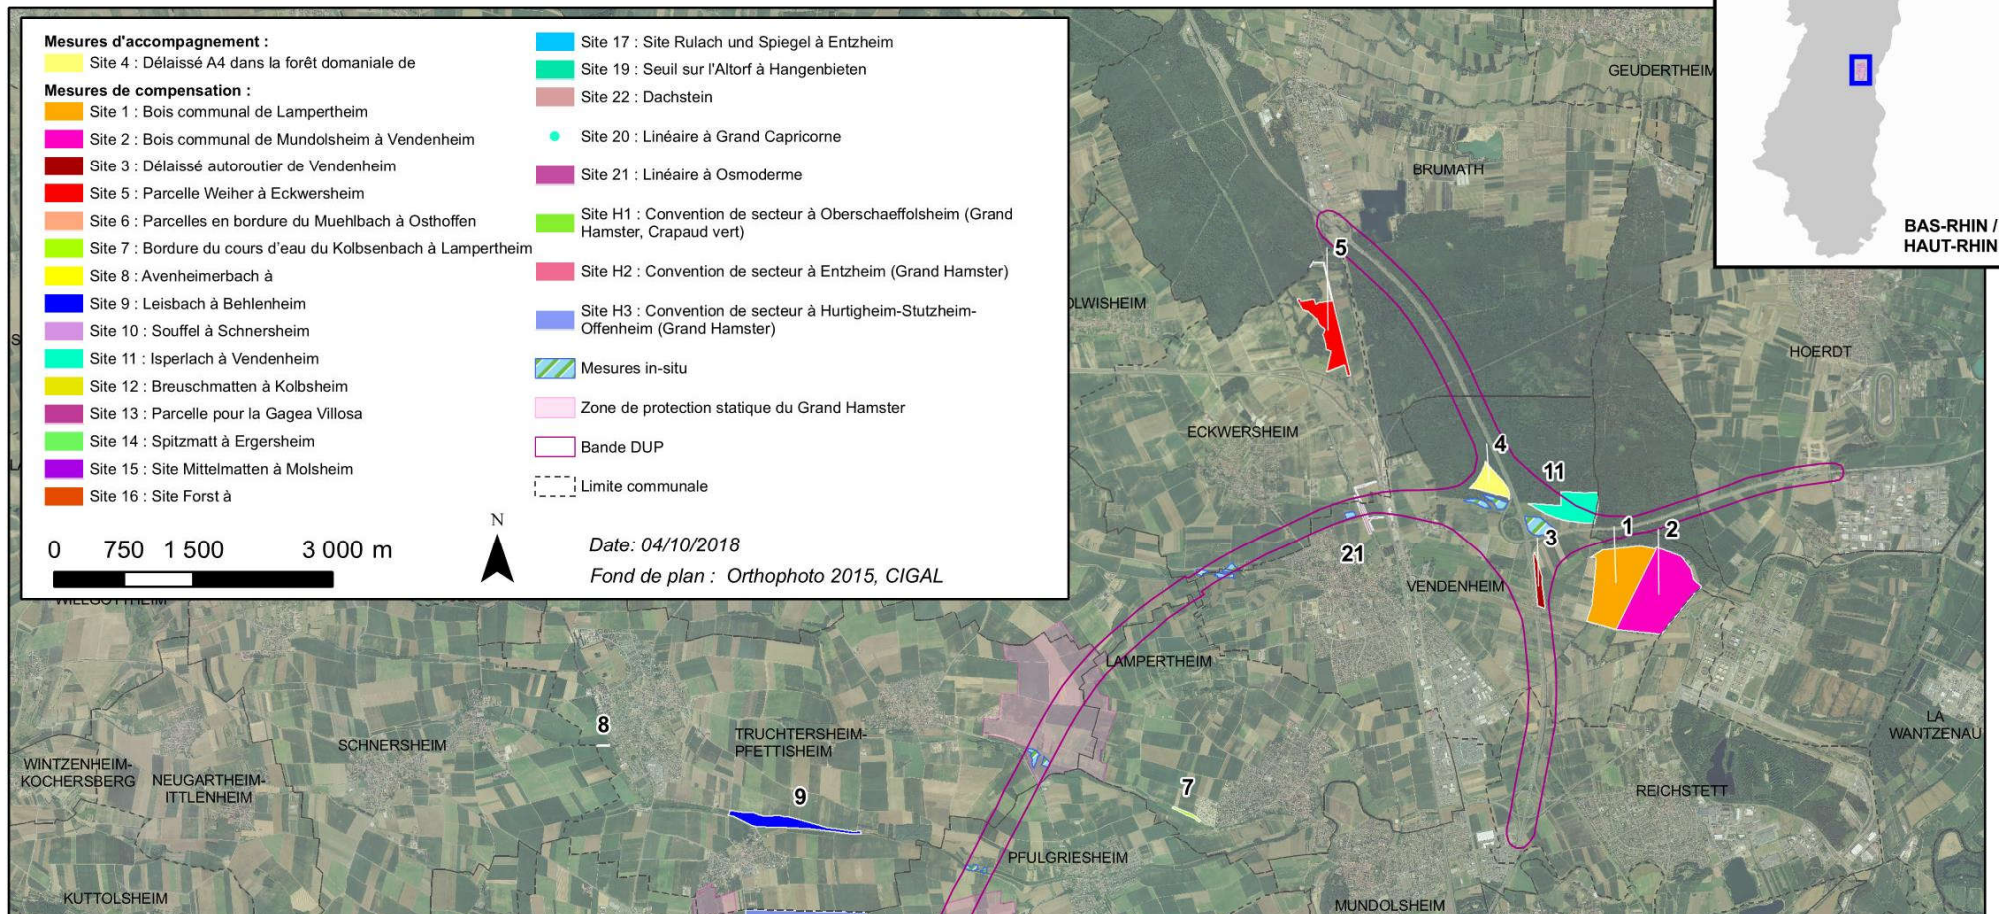 Mesures d'accompagnement :
Site 4 : Délaissé A4 dans la forêt domaniale de
Mesures de compensation :
Site 1 : Bois communal de Lampertheim
Site 2 : Bois communal de Mundolsheim à Vendenheim
Site 3 : Délaissé autoroutier de Vendenheim
Site 5 : Parcelle Weiher à Eckwersheim
Site 6 : Parcelles en bordure du Muehlbach à Osthoffen
Site 7 : Bordure du cours d'eau du Kolbsenbach à Lampertheim
Site 8 : Avenheimerbach à
Site 9 : Leisbach à Behlenheim
Site 10 : Souffel à Schnersheim
Site 11 : Isperlach à Vendenheim
Site 12 : Breuschmatten à Kolbsheim
Site 13 : Parcelle pour la Gagea Villosa
Site 14 : Spitzmatt à Ergersheim
Site 15 : Site Mittelmatten à Molsheim
Site 16 : Site Forst à
Site 17 : Site Rulach und Spiegel à Entzheim
Site 19 : Seuil sur l'Altorf à Hangenbieten
Site 22 : Dachstein
Site 20 : Linéaire à Grand Capricorne
Site 21 : Linéaire à Osmoderme
Site H1 : Convention de secteur à Oberschaeffolsheim (Grand
Hamster, Crapaud vert)
Site H2 : Convention de secteur à Entzheim (Grand Hamster)
Site H3 : Convention de secteur à Hurtigheim-Stutzheim-
Offenheim (Grand Hamster)
Mesures in-situ
Zone de protection statique du Grand Hamster
Bande DUP
Limite communale
0 750 1 500 3 000 m
N
Date: 04/10/2018
Fond de plan : Orthophoto 2015, CIGAL
BAS-RHIN /
HAUT-RHIN
GEUDERTHEIM
BRUMATH
5
OLWISHEIM
HOERDT
ECKWERSHEIM
4
11
1
2
3
21
VENDENHEIM
WILLGOTTHEIM
LAMPERTHEIM
8
SCHNERSHEIM
TRUCHTERSHEIM-
PFETTISHEIM
WINTZENHEIM-
KOCHERSBERG
NEUGARTHEIM-
ITTLENHEIM
9
7
LA
WANTZENAU
REICHSTETT
PFULGRIESHEIM
KUTTOLSHEIM
MUNDOLSHEIM